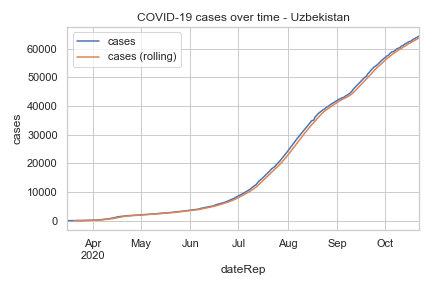 COVID-19 cases over time - Uzbekistan
cases
cases (rolling)
60000
50000
40000
30000
20000
10000
0
cases
Apr May Jun Jul Aug Sep Oct
2020
dateRep